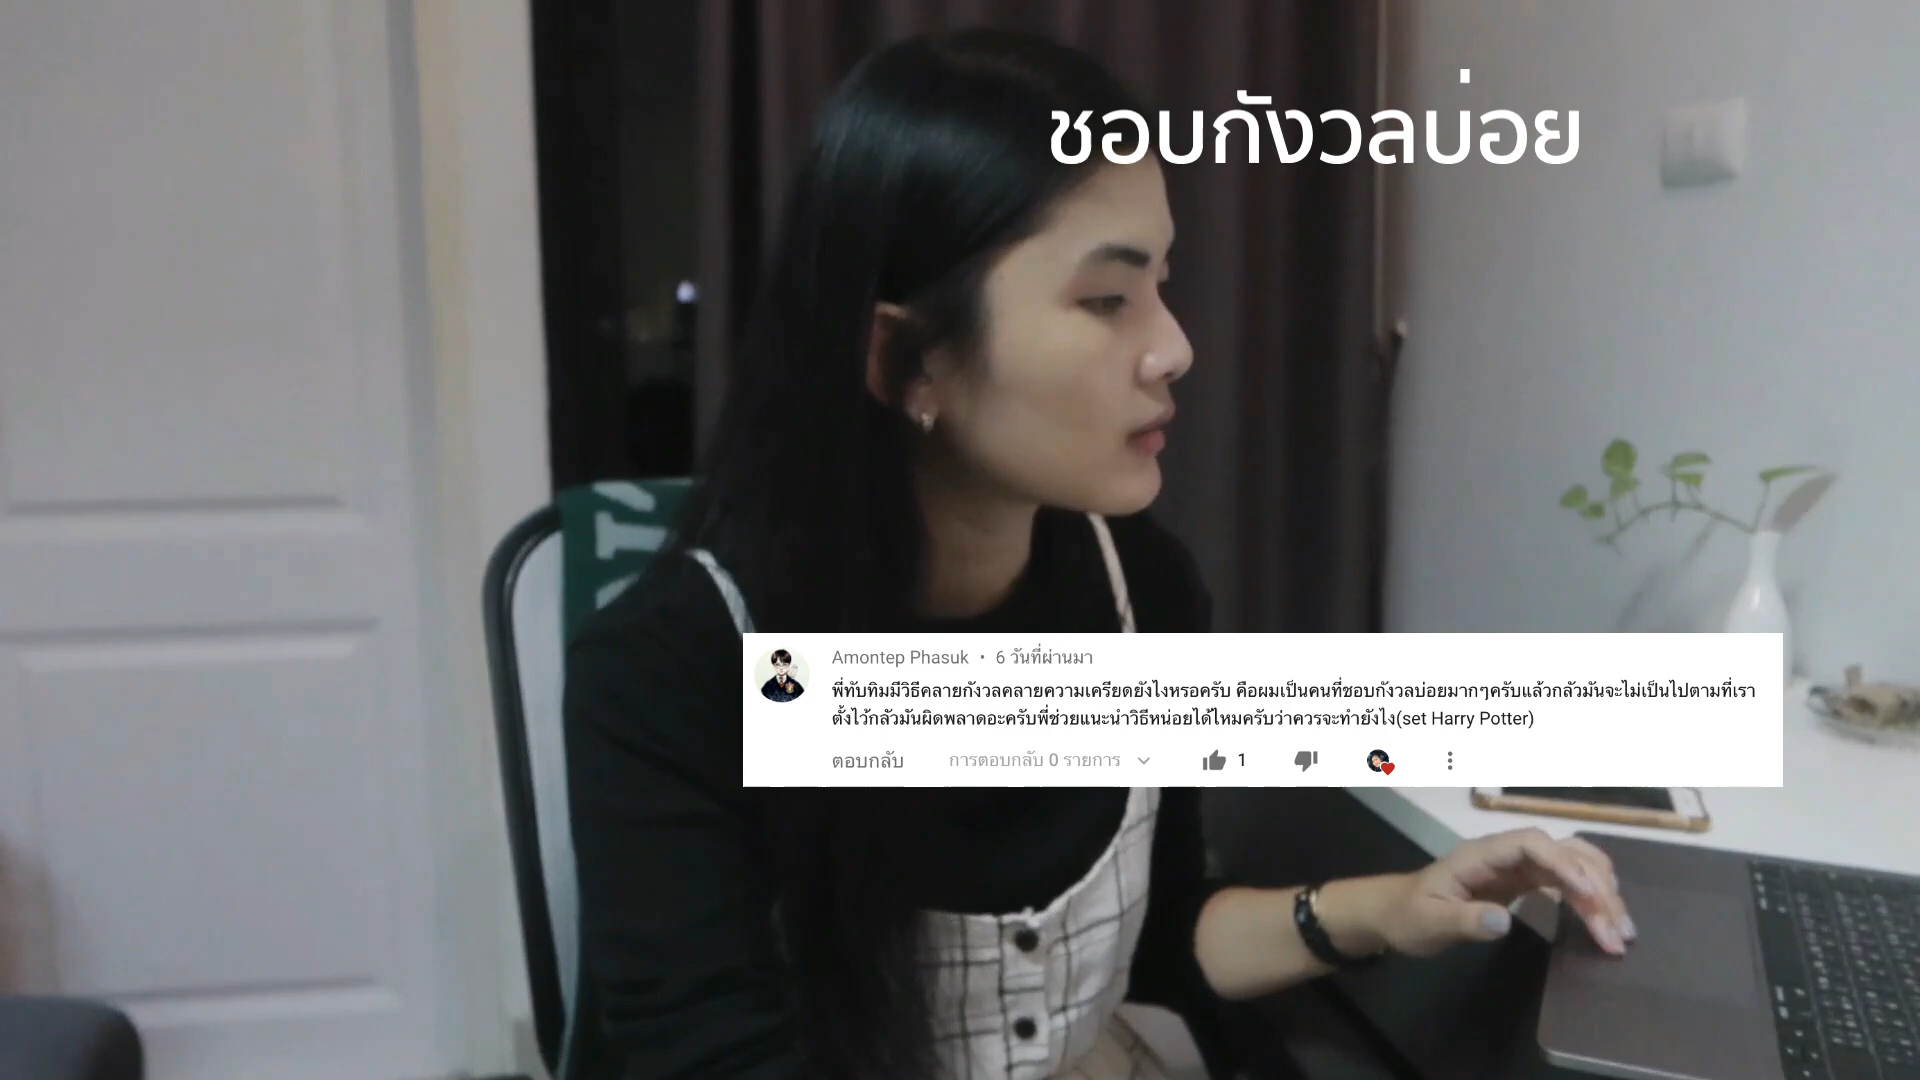 ชอบกังวลบ่อย
Amontep Phasuk • 6 วันที่ผ่านมา
พี่ทับทิมมีวิธีคลายกังวลคลายความเครียดยังไงหรอครับ คือผมเป็นคนที่ชอบกังวลบ่อยมากๆครับแล้วกลัวมันจะไม่เป็นไปตามที่เรา
ตั้งไว้กลัวมันผิดพลาดอะครับพี่ช่วยแนะนำวิธีหน่อยได้ไหมครับว่าควรจะทำยังไง(set Harry Potter)
ตอบกลับ การตอบกลับ 0 รายการ 1